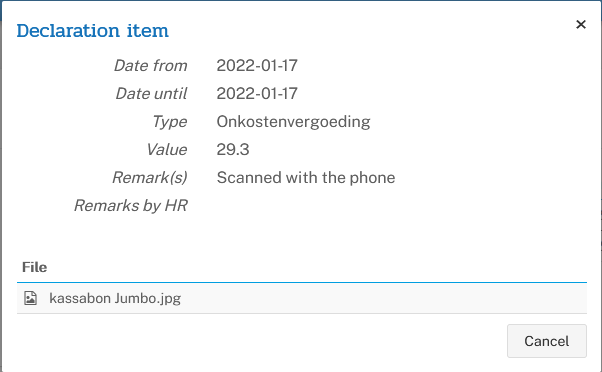 Declaration item
×
Date from 2022-01-17
Date until 2022-01-17
Type Onkostenvergoeding
Value 29.3
Remark(s) Scanned with the phone
Remarks by HR
File
kassabon Jumbo.jpg
Cancel